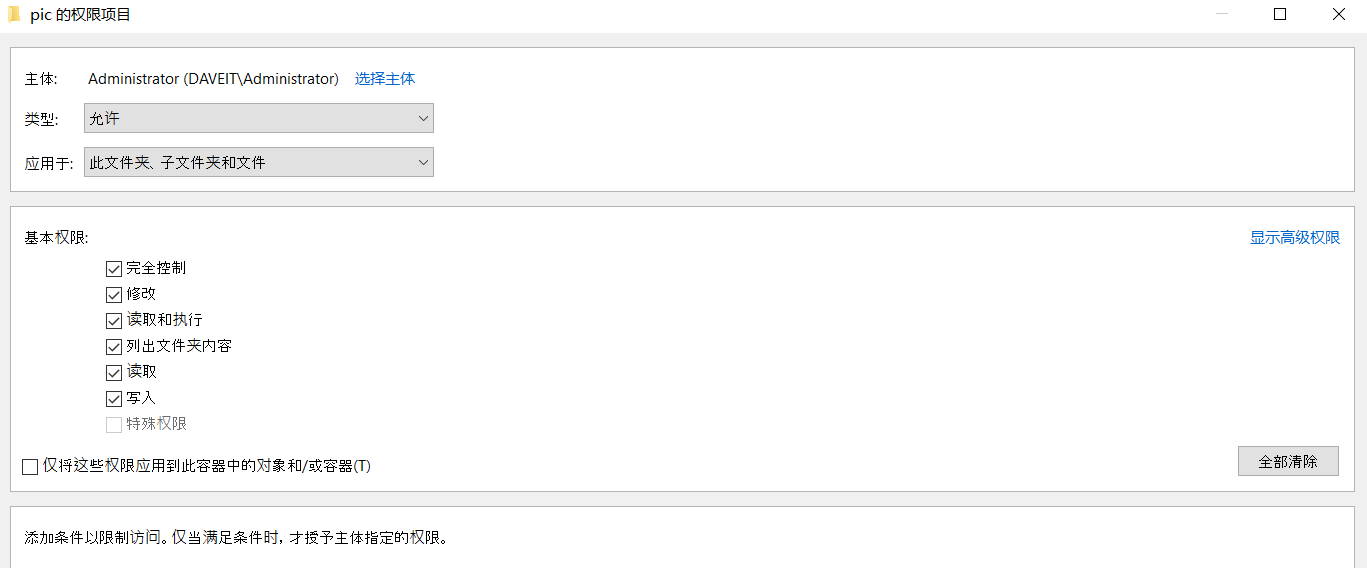 pic 的权限项目
主体: Administrator (DAVEIT\Administrator) 选择主体
类型: 允许
应用于: 此文件夹、子文件夹和文件
基本权限: 显示高级权限
完全控制
修改
读取和执行
列出文件夹内容
读取
写入
特殊权限
仅将这些权限应用到此容器中的对象和/或容器(T)
全部清除
添加条件以限制访问。仅当满足条件时，才授予主体指定的权限。